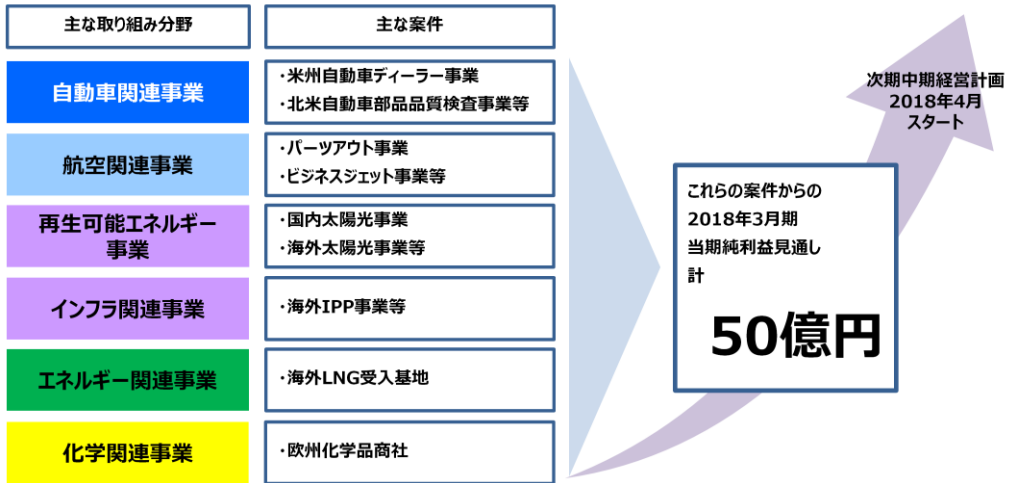 主な取り組み分野
主な案件
自動車関連事業
・米州自動車ディーラー事業
・北米自動車部品品質検査事業等
航空関連事業
・パーツアウト事業
・ビジネスジェット事業等
再生可能エネルギー
事業
・国内太陽光事業
・海外太陽光事業等
インフラ関連事業
・海外IPP事業等
エネルギー関連事業
・海外LNG受入基地
化学関連事業
・欧州化学品商社
これらの案件からの
2018年3月期
当期純利益見通し
計
50億円
次期中期経営計画
2018年4月
スタート